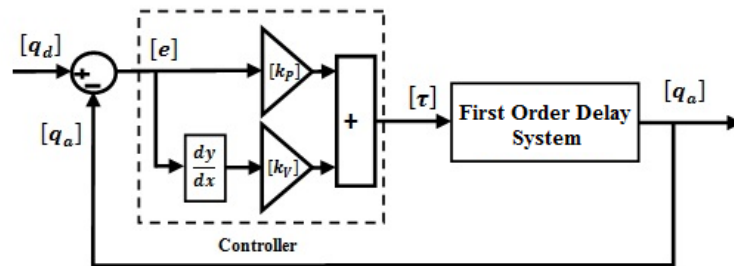 [q_d]
+
−
[e]
[k_P]
[q_a]
dy
dx
[k_V]
+
[τ]
First Order Delay
System
[q_a]
Controller